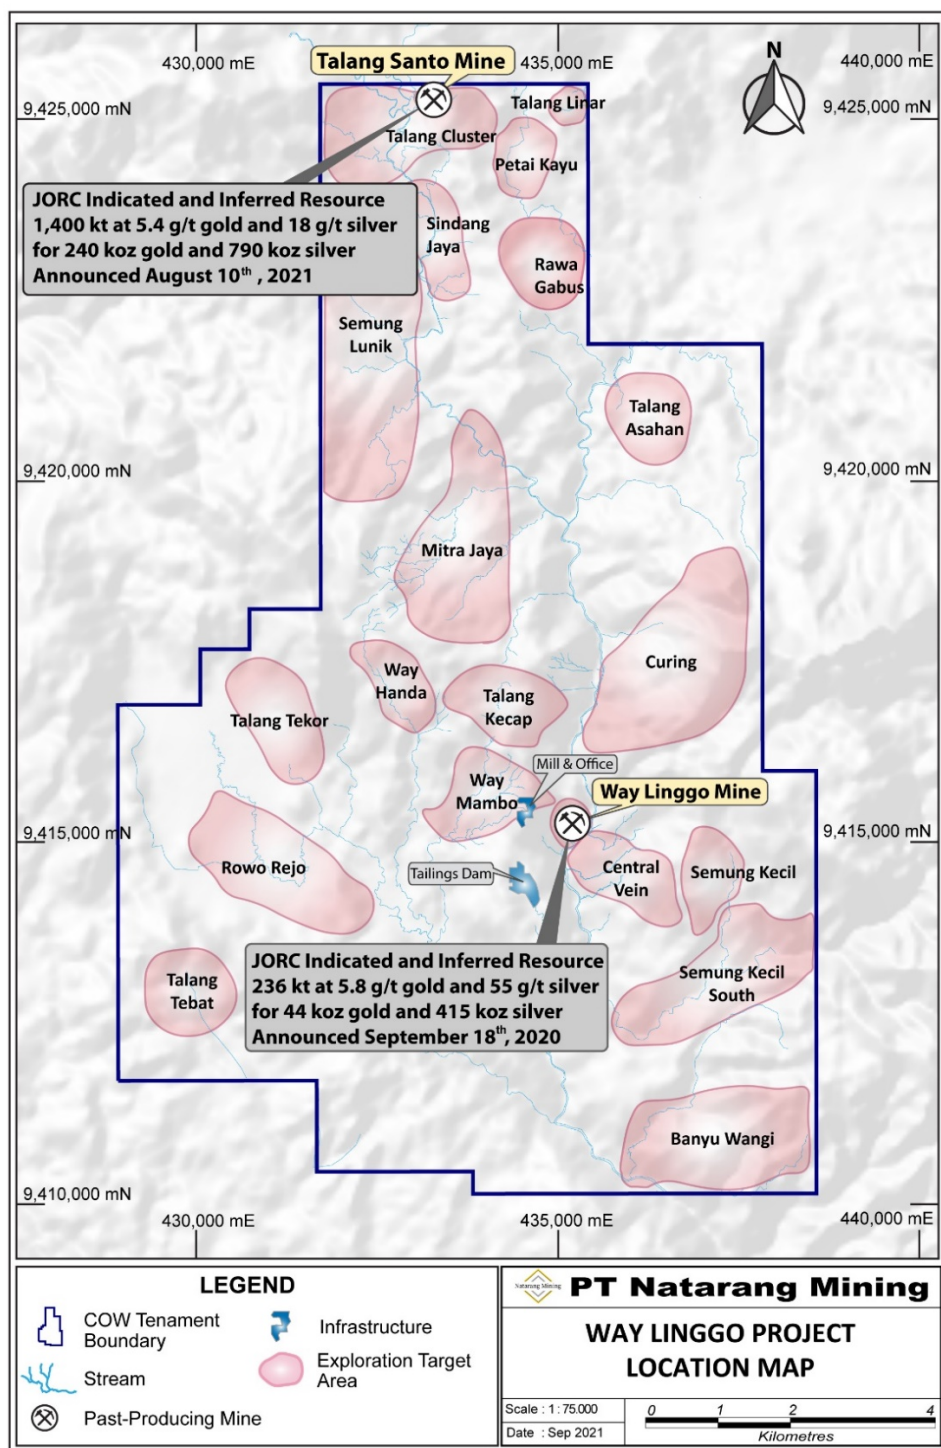 430,000 mE
Talang Santo Mine
435,000 mE
440,000 mE
N
9,425,000 mN
9,425,000 mN
Talang Linar
Talang Cluster
Petai Kayu
JORC Indicated and Inferred Resource
1,400 kt at 5.4 g/t gold and 18 g/t silver
for 240 koz gold and 790 koz silver
Announced August 10th , 2021
Sindang
Jaya
Rawa
Gabus
Semung
Lunik
Talang
Asahan
9,420,000 mN
9,420,000 mN
Mitra Jaya
Curing
Way
Handa
Talang
Kecap
Talang Tekor
Mill & Office
Way
Mambo
Way Linggo Mine
9,415,000 mN
9,415,000 mN
Rowo Rejo
Tailings Dam
Central
Vein
Semung Kecil
JORC Indicated and Inferred Resource
236 kt at 5.8 g/t gold and 55 g/t silver
for 44 koz gold and 415 koz silver
Announced September 18th, 2020
Talang
Tebat
Semung Kecil
South
Banyu Wangi
9,410,000 mN
9,410,000 mN
430,000 mE
435,000 mE
440,000 mE
LEGEND
COW Tenament
Boundary
Stream
Past-Producing Mine
Infrastructure
Exploration Target
Area
Natarang Mining
PT Natarang Mining
WAY LINGGO PROJECT
LOCATION MAP
Scale : 1 : 75.000
Date : Sep 2021
0 1 2 4
Kilometres